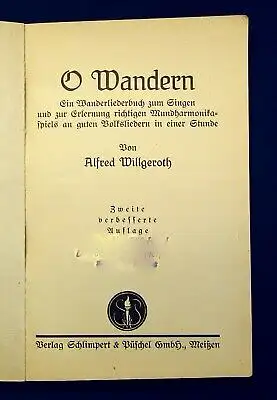 O Wandern
Ein Wanderliederbuch zum Singen
und zur Erlernung richtigen Mundharmonika-
spiels an guten Volksliedern in einer Stunde
Von
Alfred Willgeroth
Zweite
verbesserte
Auflage
Verlag Schlimpert & Püschel GmbH., Meißen